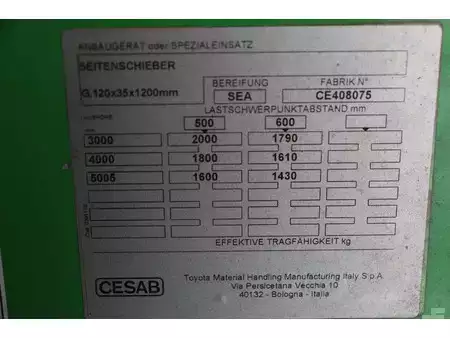 ANBAUGERÄT oder SPEZIALEINSATZ
SEITENSCHIEBER
G.120x35x1200mm
BEREIFUNG FABRIK N°
SEA CE408075
LASTSCHWERPUNKTABSTAND mm
500 600
3000 2000 1790
4000 1800 1610
5005 1600 1430
EFFEKTIVE TRAGFÄHIGKEIT kg
CESAB
Toyota Material Handling Manufacturing Italy S.p.A.
Via Persicetana Vecchia 10
40132 - Bologna - Italia